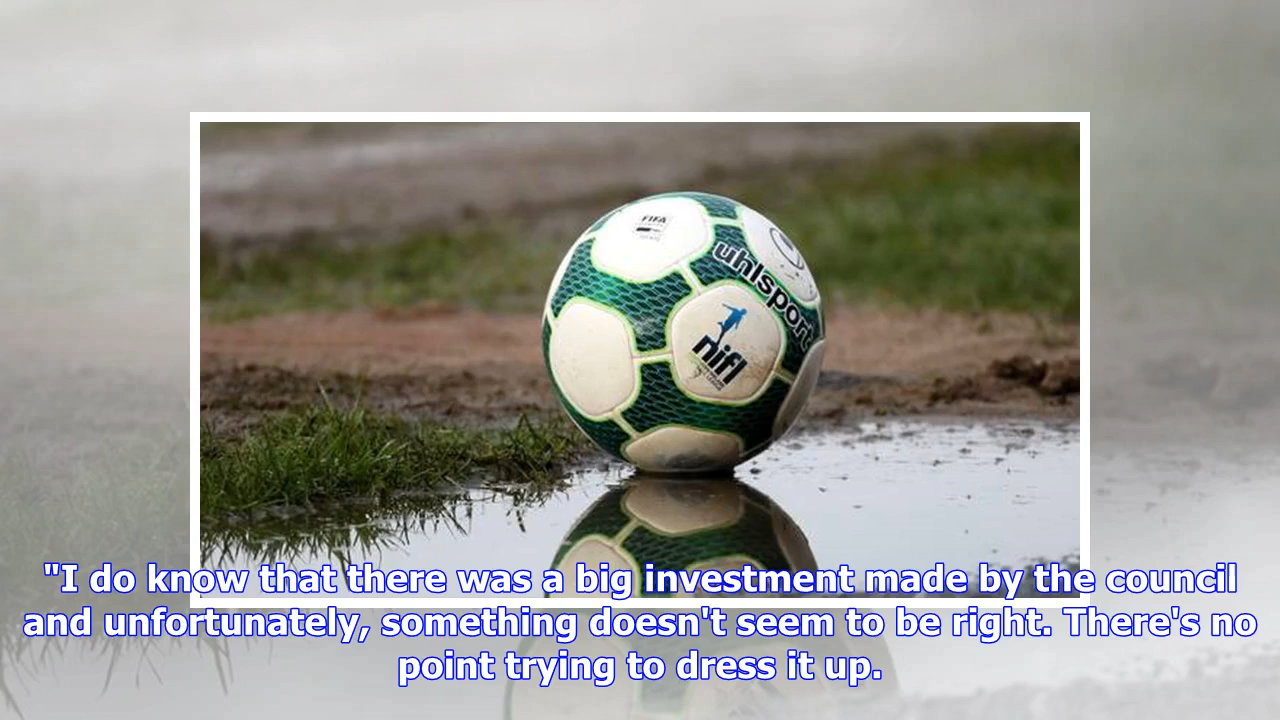 FIFA
uhlsport
nifl
"I do know that there was a big investment made by the council
and unfortunately, something doesn't seem to be right. There's no
point trying to dress it up.